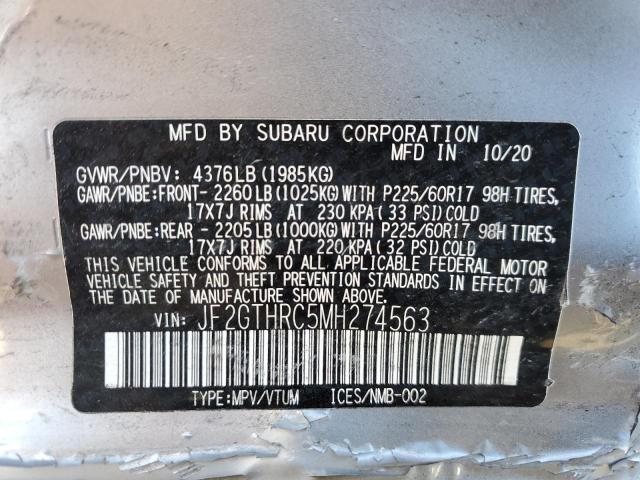 MFD BY SUBARU CORPORATION
MFD IN 10/20
GVWR/PNBV: 4376LB (1985KG)
GAWR/PNBE:FRONT- 2260LB (1025KG)WITH P225/60R17 98H TIRES,
17X7J RIMS AT 230 KPA (33 PSI) COLD
GAWR/PNBE:REAR - 2205LB (1000KG) WITH P225/60R17 98H TIRES,
17X7J RIMS AT 220 KPA (32 PSI) COLD
THIS VEHICLE CONFORMS TO ALL APPLICABLE FEDERAL MOTOR
VEHICLE SAFETY AND THEFT PREVENTION STANDARDS IN EFFECT
ON THE DATE OF MANUFACTURE SHOWN ABOVE.
VIN: JF2GTHRC5MH274563
TYPE:MPV/VTUM ICES/NMB-002